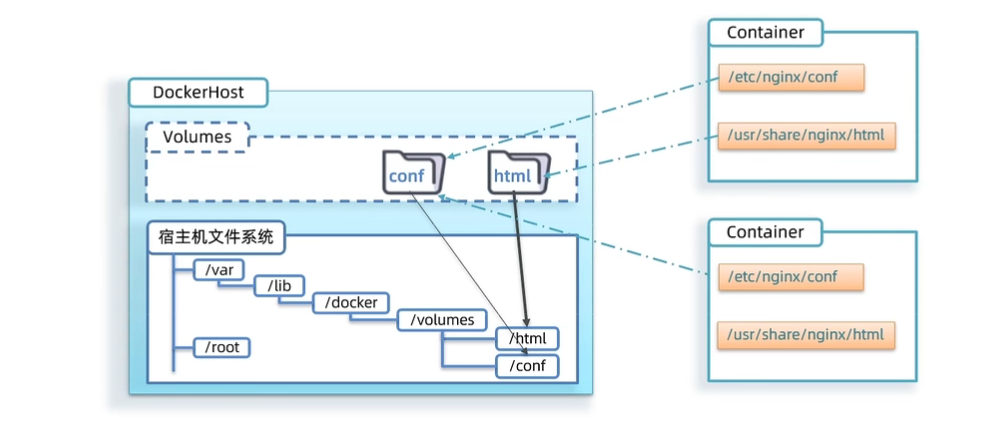 DockerHost
Volumes
conf
html
宿主机文件系统
/var
/lib
/docker
/volumes
/html
/conf
/root
Container
/etc/nginx/conf
/usr/share/nginx/html
Container
/etc/nginx/conf
/usr/share/nginx/html